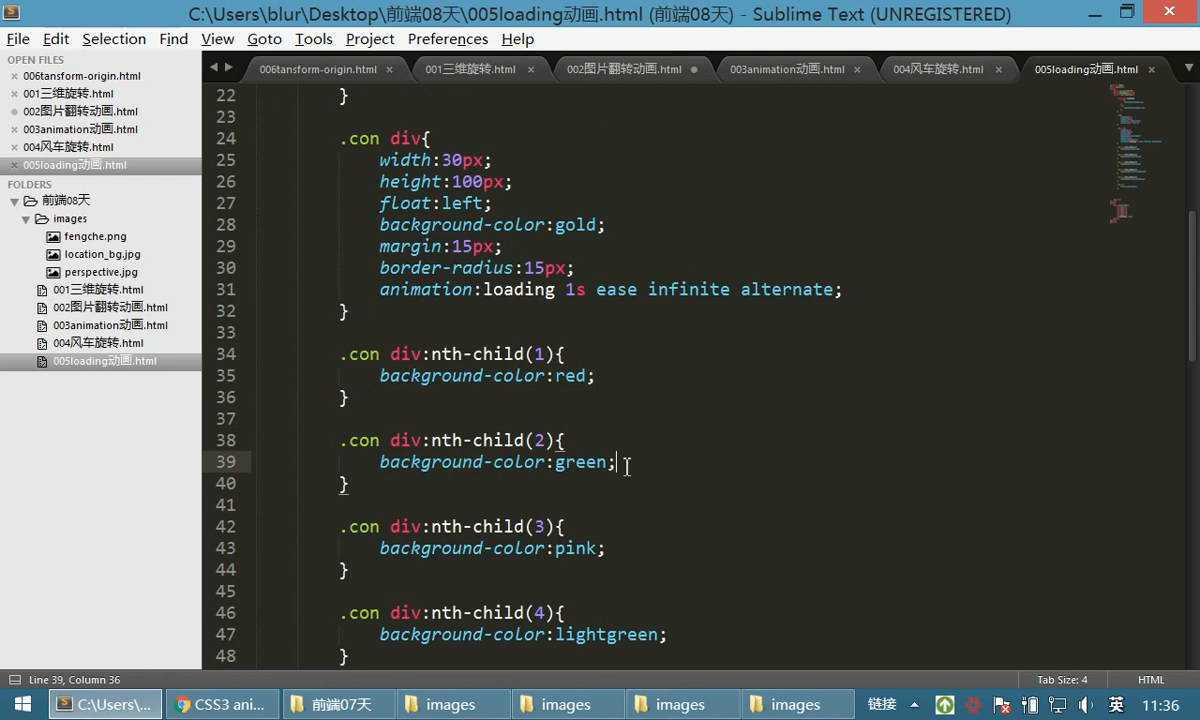 C:\Users\blur\Desktop\前端08天\005loading动画.html (前端08天) - Sublime Text (UNREGISTERED)
File Edit Selection Find View Goto Tools Project Preferences Help
OPEN FILES
006tansform-origin.html
001三维旋转.html
002图片翻转动画.html
003animation动画.html
004风车旋转.html
005loading动画.html
FOLDERS
前端08天
images
fengche.png
location_bg.jpg
perspective.jpg
001三维旋转.html
002图片翻转动画.html
003animation动画.html
004风车旋转.html
005loading动画.html
006tansform-origin.html 001三维旋转.html 002图片翻转动画.html 003animation动画.html 004风车旋转.html 005loading动画.html
22 }
23
24 .con div{
25 width:30px;
26 height:100px;
27 float:left;
28 background-color:gold;
29 margin:15px;
30 border-radius:15px;
31 animation:loading 1s ease infinite alternate;
32 }
33
34 .con div:nth-child(1){
35 background-color:red;
36 }
37
38 .con div:nth-child(2){
39 background-color:green;
40 }
41
42 .con div:nth-child(3){
43 background-color:pink;
44 }
45
46 .con div:nth-child(4){
47 background-color:lightgreen;
48 }
Line 39, Column 36 Tab Size: 4 HTML
C:\Users\... CSS3 ani... 前端07天 images images images images 链接 英 11:36